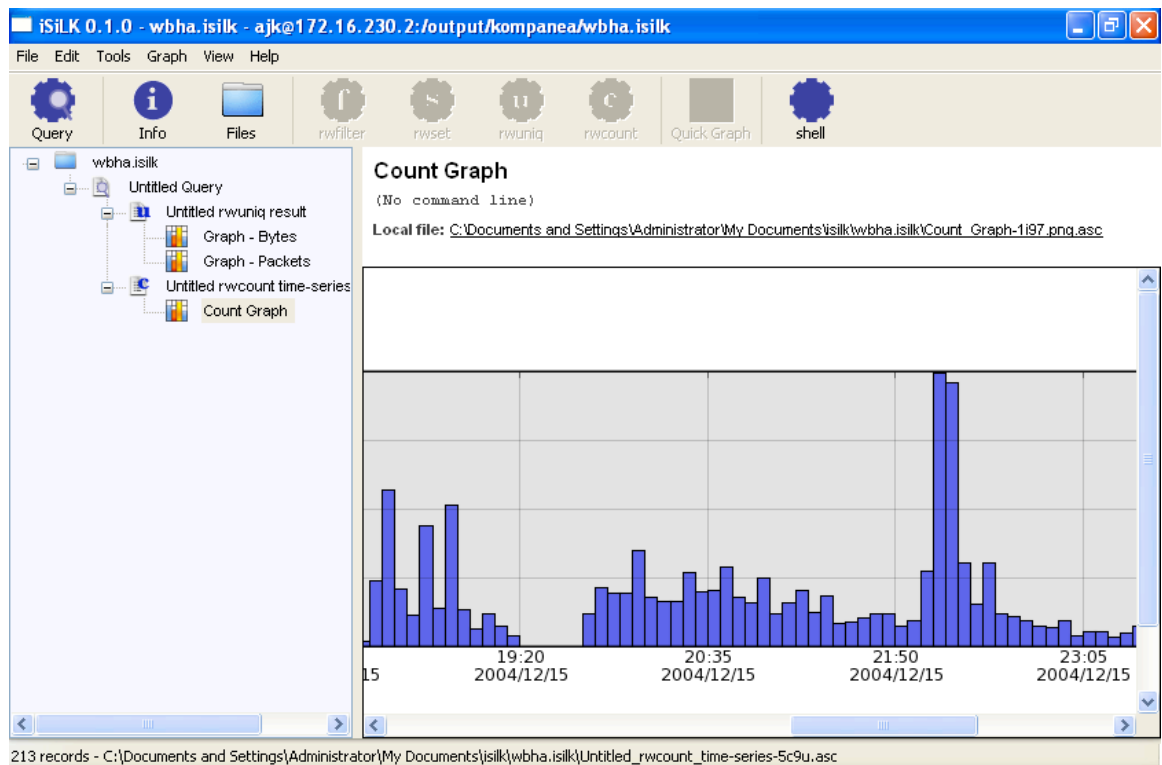 iSiLK 0.1.0 - wbha.isilk - ajk@172.16.230.2:/output/kompanea/wbha.isilk
File Edit Tools Graph View Help
Query Info Files rwfilter rwset rwuniq rwcount Quick Graph shell
wbha.isilk
Untitled Query
Untitled rwuniq result
Graph - Bytes
Graph - Packets
Untitled rwcount time-series
Count Graph
Count Graph
(No command line)
Local file: C:\Documents and Settings\Administrator\My Documents\isilk\wbha.isilk\Count_Graph-1i97.png.asc
19:20 20:35 21:50 23:05
15 2004/12/15 2004/12/15 2004/12/15 2004/12/15
213 records - C:\Documents and Settings\Administrator\My Documents\isilk\wbha.isilk\Untitled_rwcount_time-series-5c9u.asc